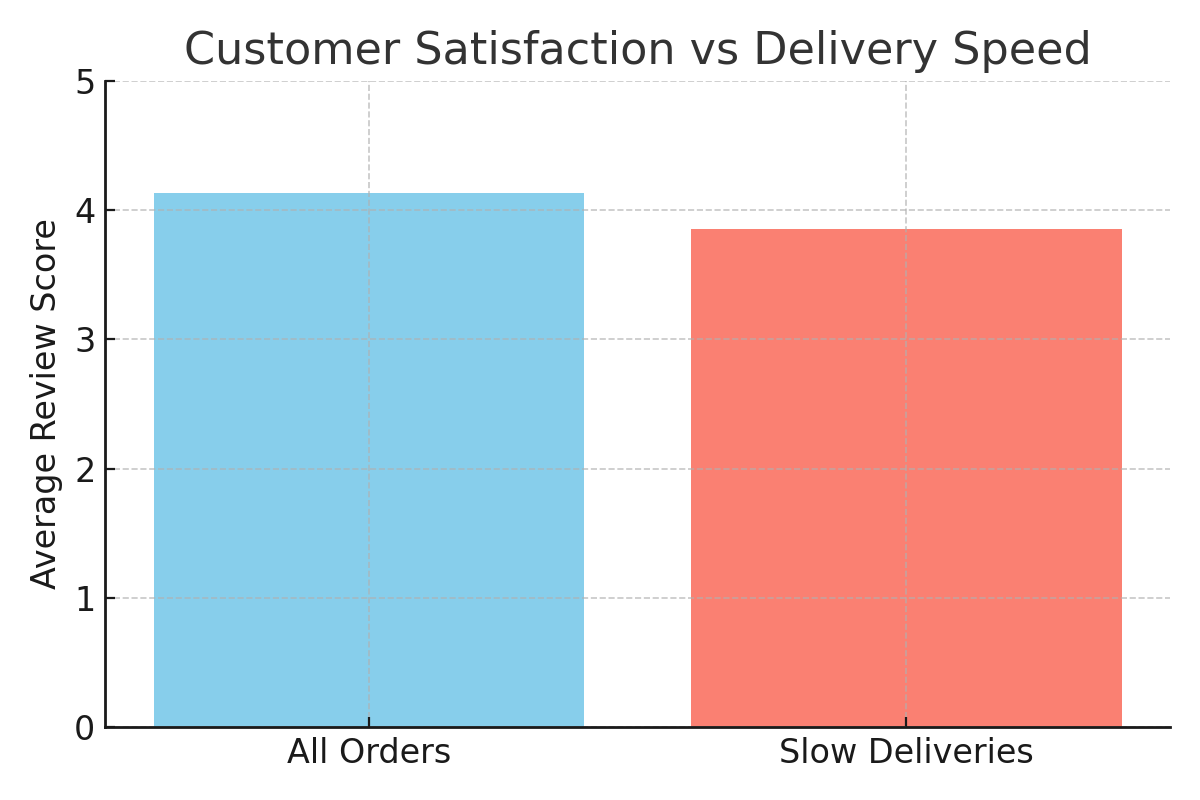 Customer Satisfaction vs Delivery Speed
5
4
3
2
1
0
Average Review Score
All Orders
Slow Deliveries